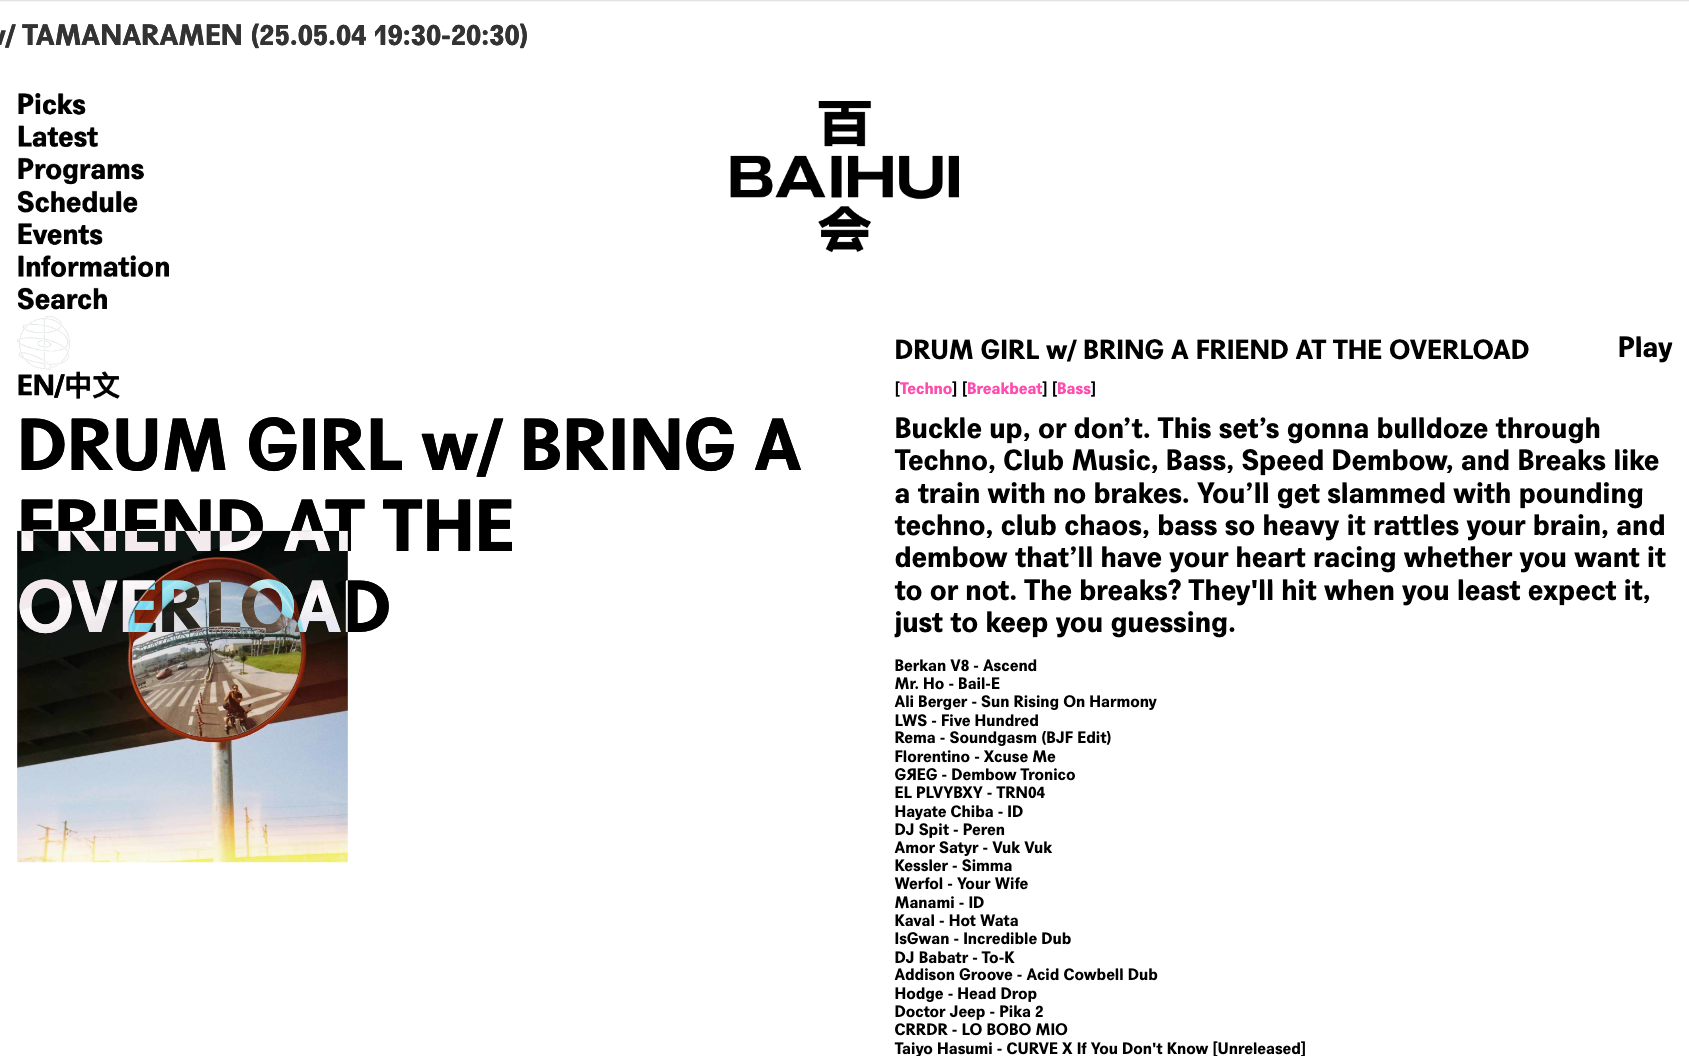 w/ TAMANARAMEN (25.05.04 19:30-20:30)
Picks
Latest
Programs
Schedule
Events
Information
Search
EN/中文
百
BAIHUI
会
DRUM GIRL w/ BRING A
FRIEND AT THE
OVERLOAD
DRUM GIRL w/ BRING A FRIEND AT THE OVERLOAD
Play
[Techno] [Breakbeat] [Bass]
Buckle up, or don’t. This set’s gonna bulldoze through
Techno, Club Music, Bass, Speed Dembow, and Breaks like
a train with no brakes. You’ll get slammed with pounding
techno, club chaos, bass so heavy it rattles your brain, and
dembow that’ll have your heart racing whether you want it
to or not. The breaks? They'll hit when you least expect it,
just to keep you guessing.
Berkan V8 - Ascend
Mr. Ho - Bail-E
Ali Berger - Sun Rising On Harmony
LWS - Five Hundred
Rema - Soundgasm (BJF Edit)
Florentino - Xcuse Me
GЯEG - Dembow Tronico
EL PLVYBXY - TRN04
Hayate Chiba - ID
DJ Spit - Peren
Amor Satyr - Vuk Vuk
Kessler - Simma
Werfol - Your Wife
Manami - ID
Kaval - Hot Wata
IsGwan - Incredible Dub
DJ Babatr - To-K
Addison Groove - Acid Cowbell Dub
Hodge - Head Drop
Doctor Jeep - Pika 2
CRRDR - LO BOBO MIO
Taiyo Hasumi - CURVE X If You Don't Know [Unreleased]